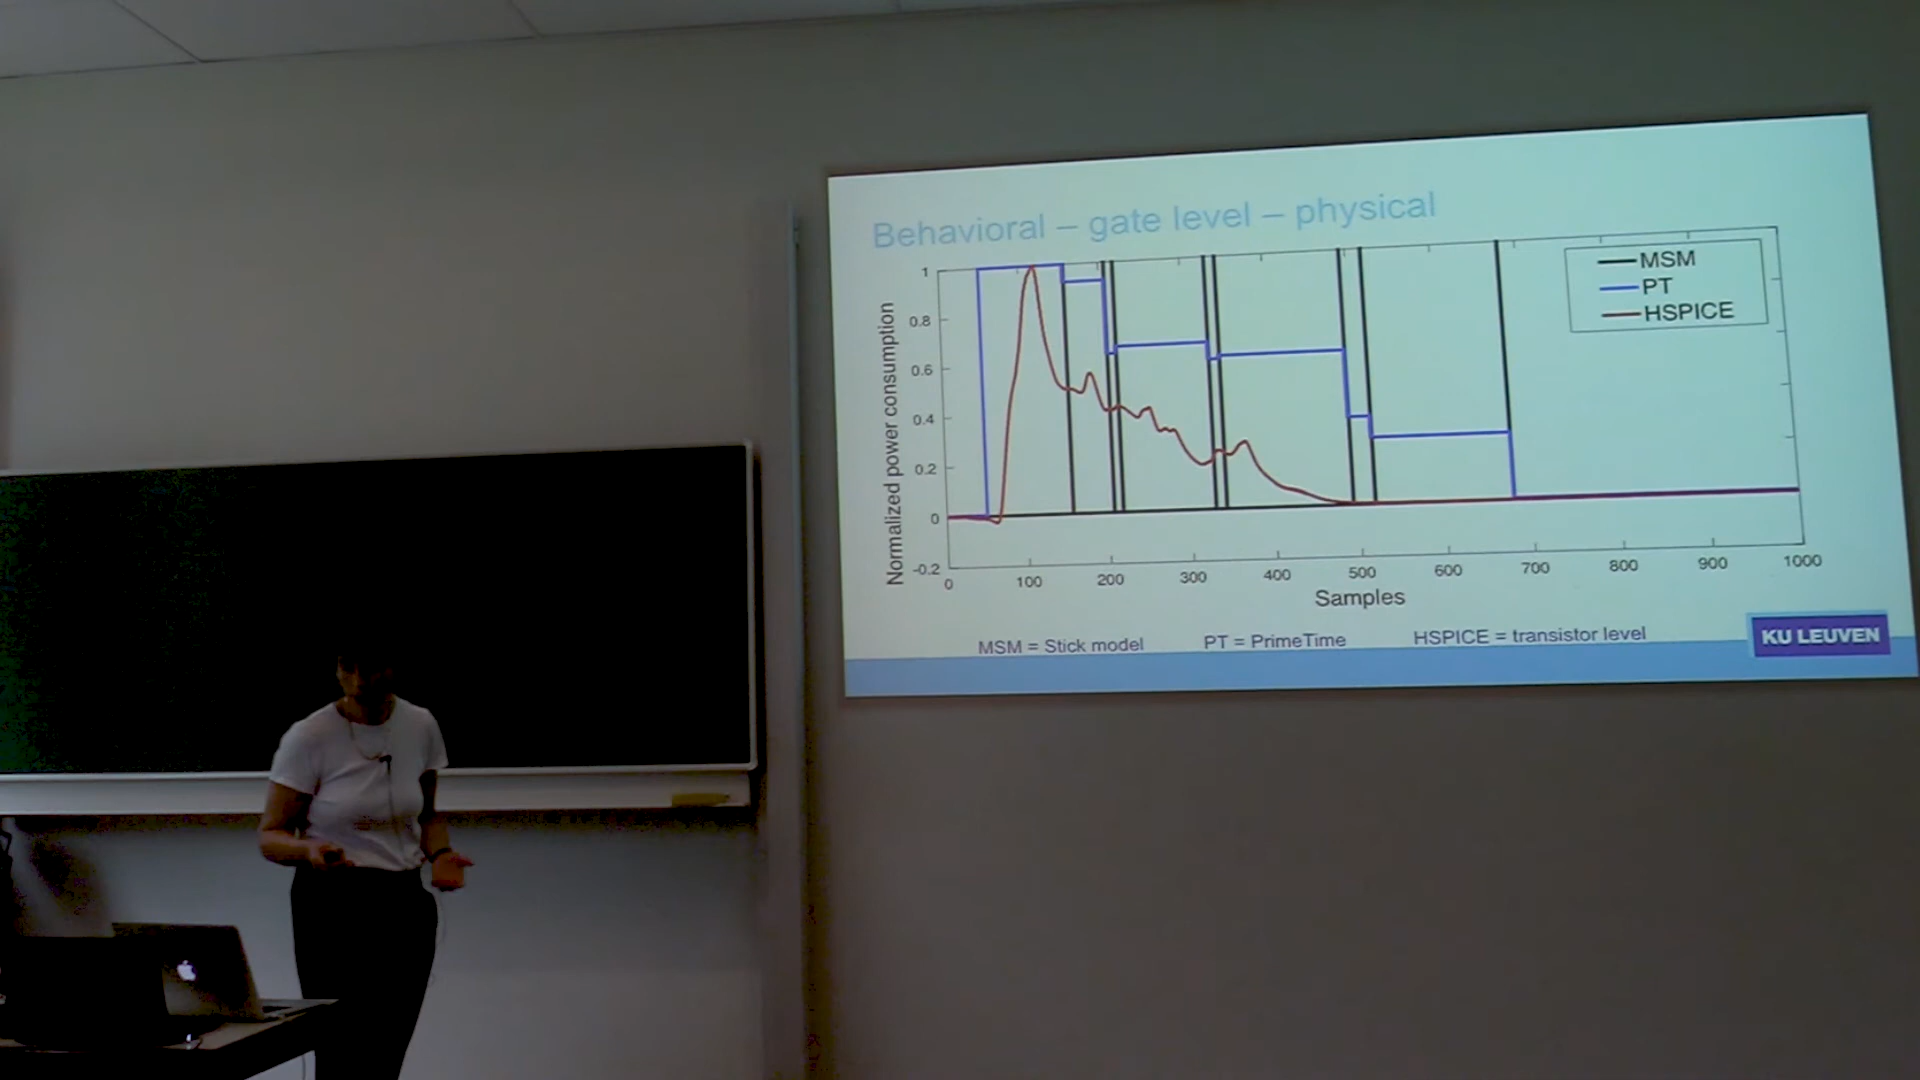 Behavioral – gate level – physical
MSM
PT
HSPICE
Normalized power consumption
1
0.8
0.6
0.4
0.2
0
-0.2
0 100 200 300 400 500 600 700 800 900 1000
Samples
MSM = Stick model PT = PrimeTime HSPICE = transistor level
KU LEUVEN